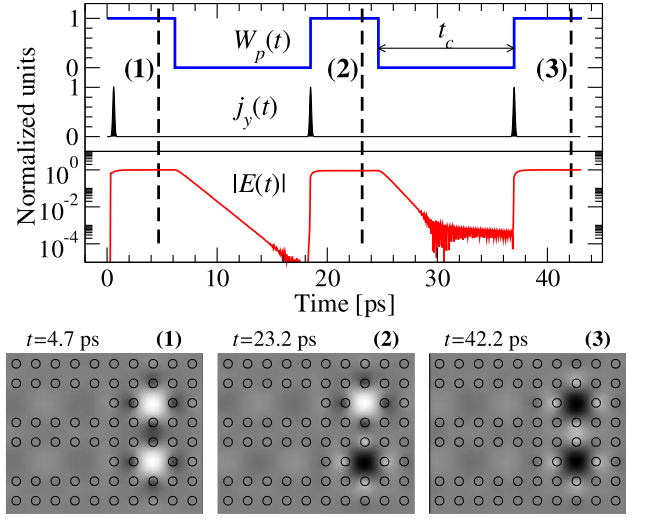 1
W_p(t)
t_c
0
(1)
(2)
(3)
1
j_y(t)
0
10^0
|E(t)|
10^-2
10^-4
Normalized units
0
10
20
30
40
Time [ps]
t=4.7 ps
(1)
t=23.2 ps
(2)
t=42.2 ps
(3)